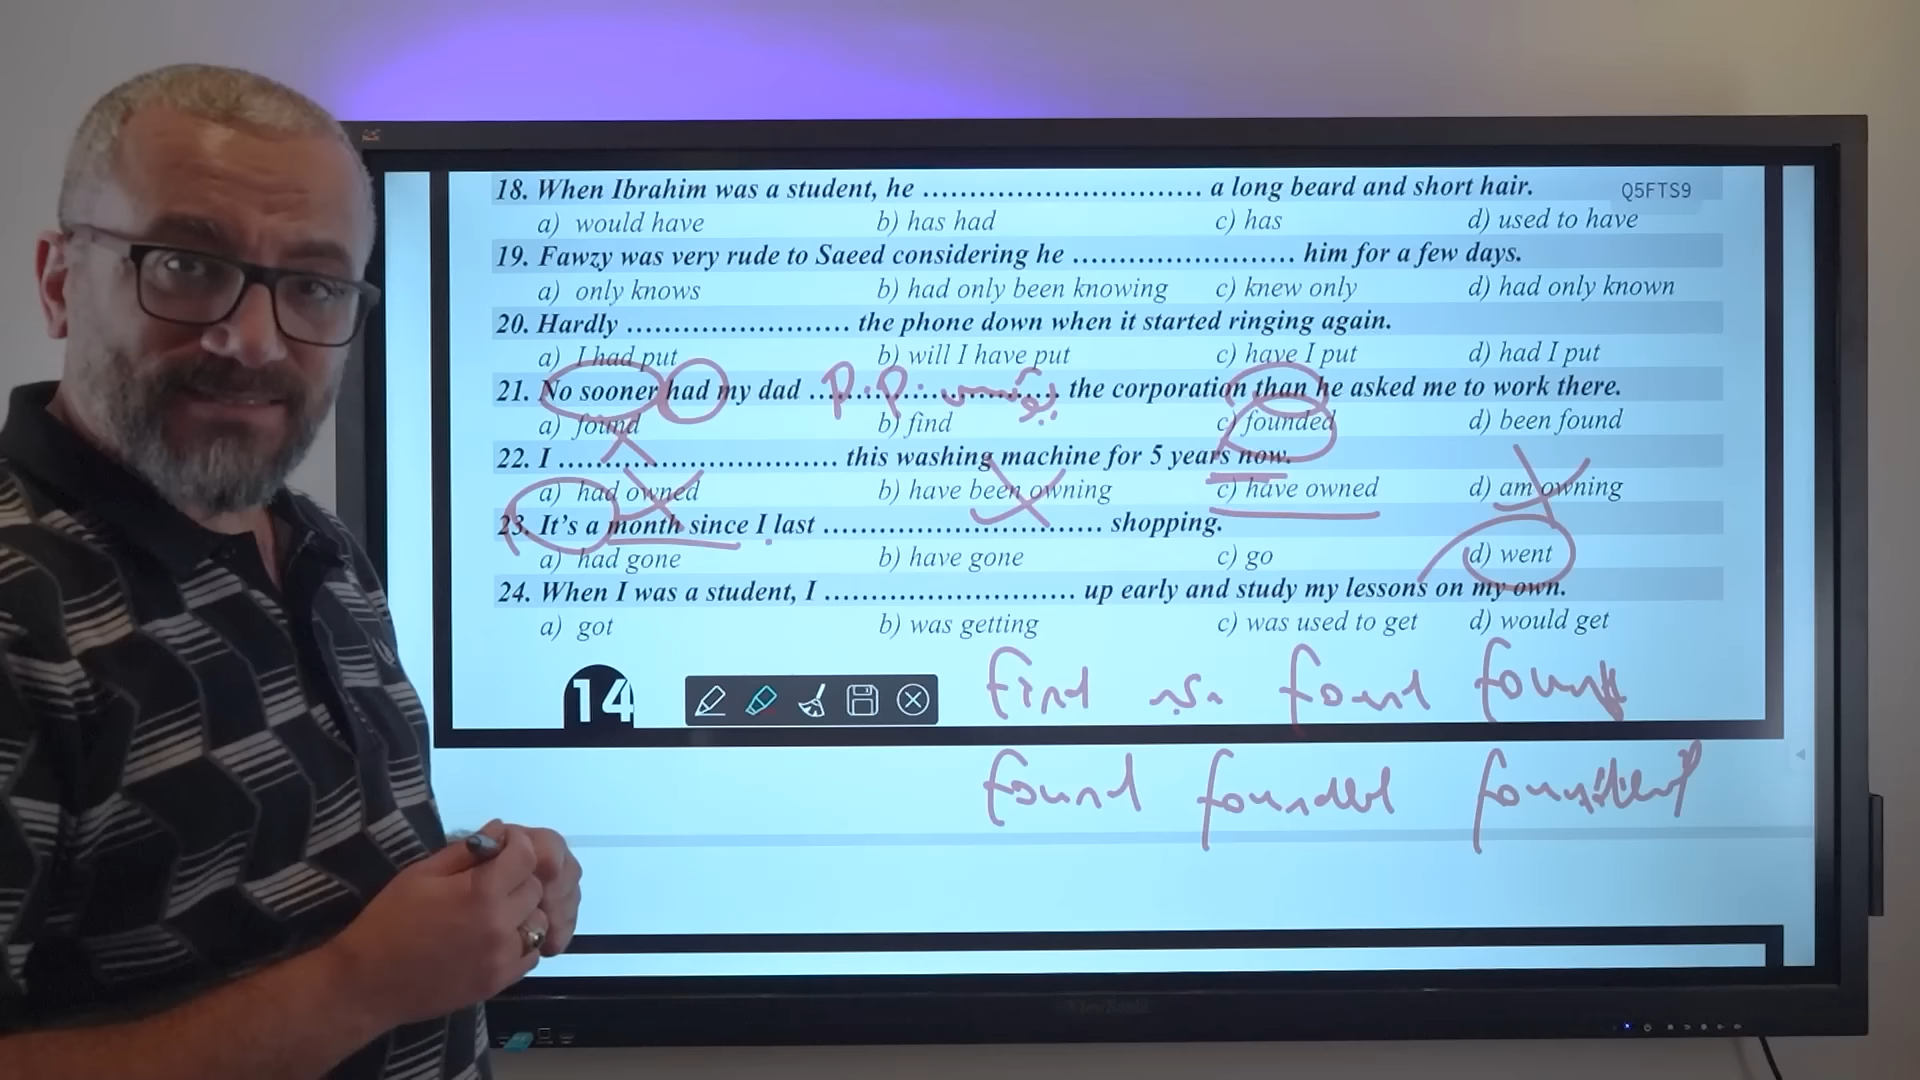 18. When Ibrahim was a student, he .............................. a long beard and short hair.
Q5FTS9
a) would have b) has had c) has d) used to have
19. Fawzy was very rude to Saeed considering he ........................ him for a few days.
a) only knows b) had only been knowing c) knew only d) had only known
20. Hardly ........................ the phone down when it started ringing again.
a) I had put b) will I have put c) have I put d) had I put
21. No sooner had my dad ........................ the corporation than he asked me to work there.
P.P.
a) found b) find c) founded d) been found
22. I .............................. this washing machine for 5 years now.
a) had owned b) have been owning c) have owned d) am owning
23. It's a month since I last .............................. shopping.
a) had gone b) have gone c) go d) went
24. When I was a student, I ........................... up early and study my lessons on my own.
a) got b) was getting c) was used to get d) would get
14
find found found
found founded founded